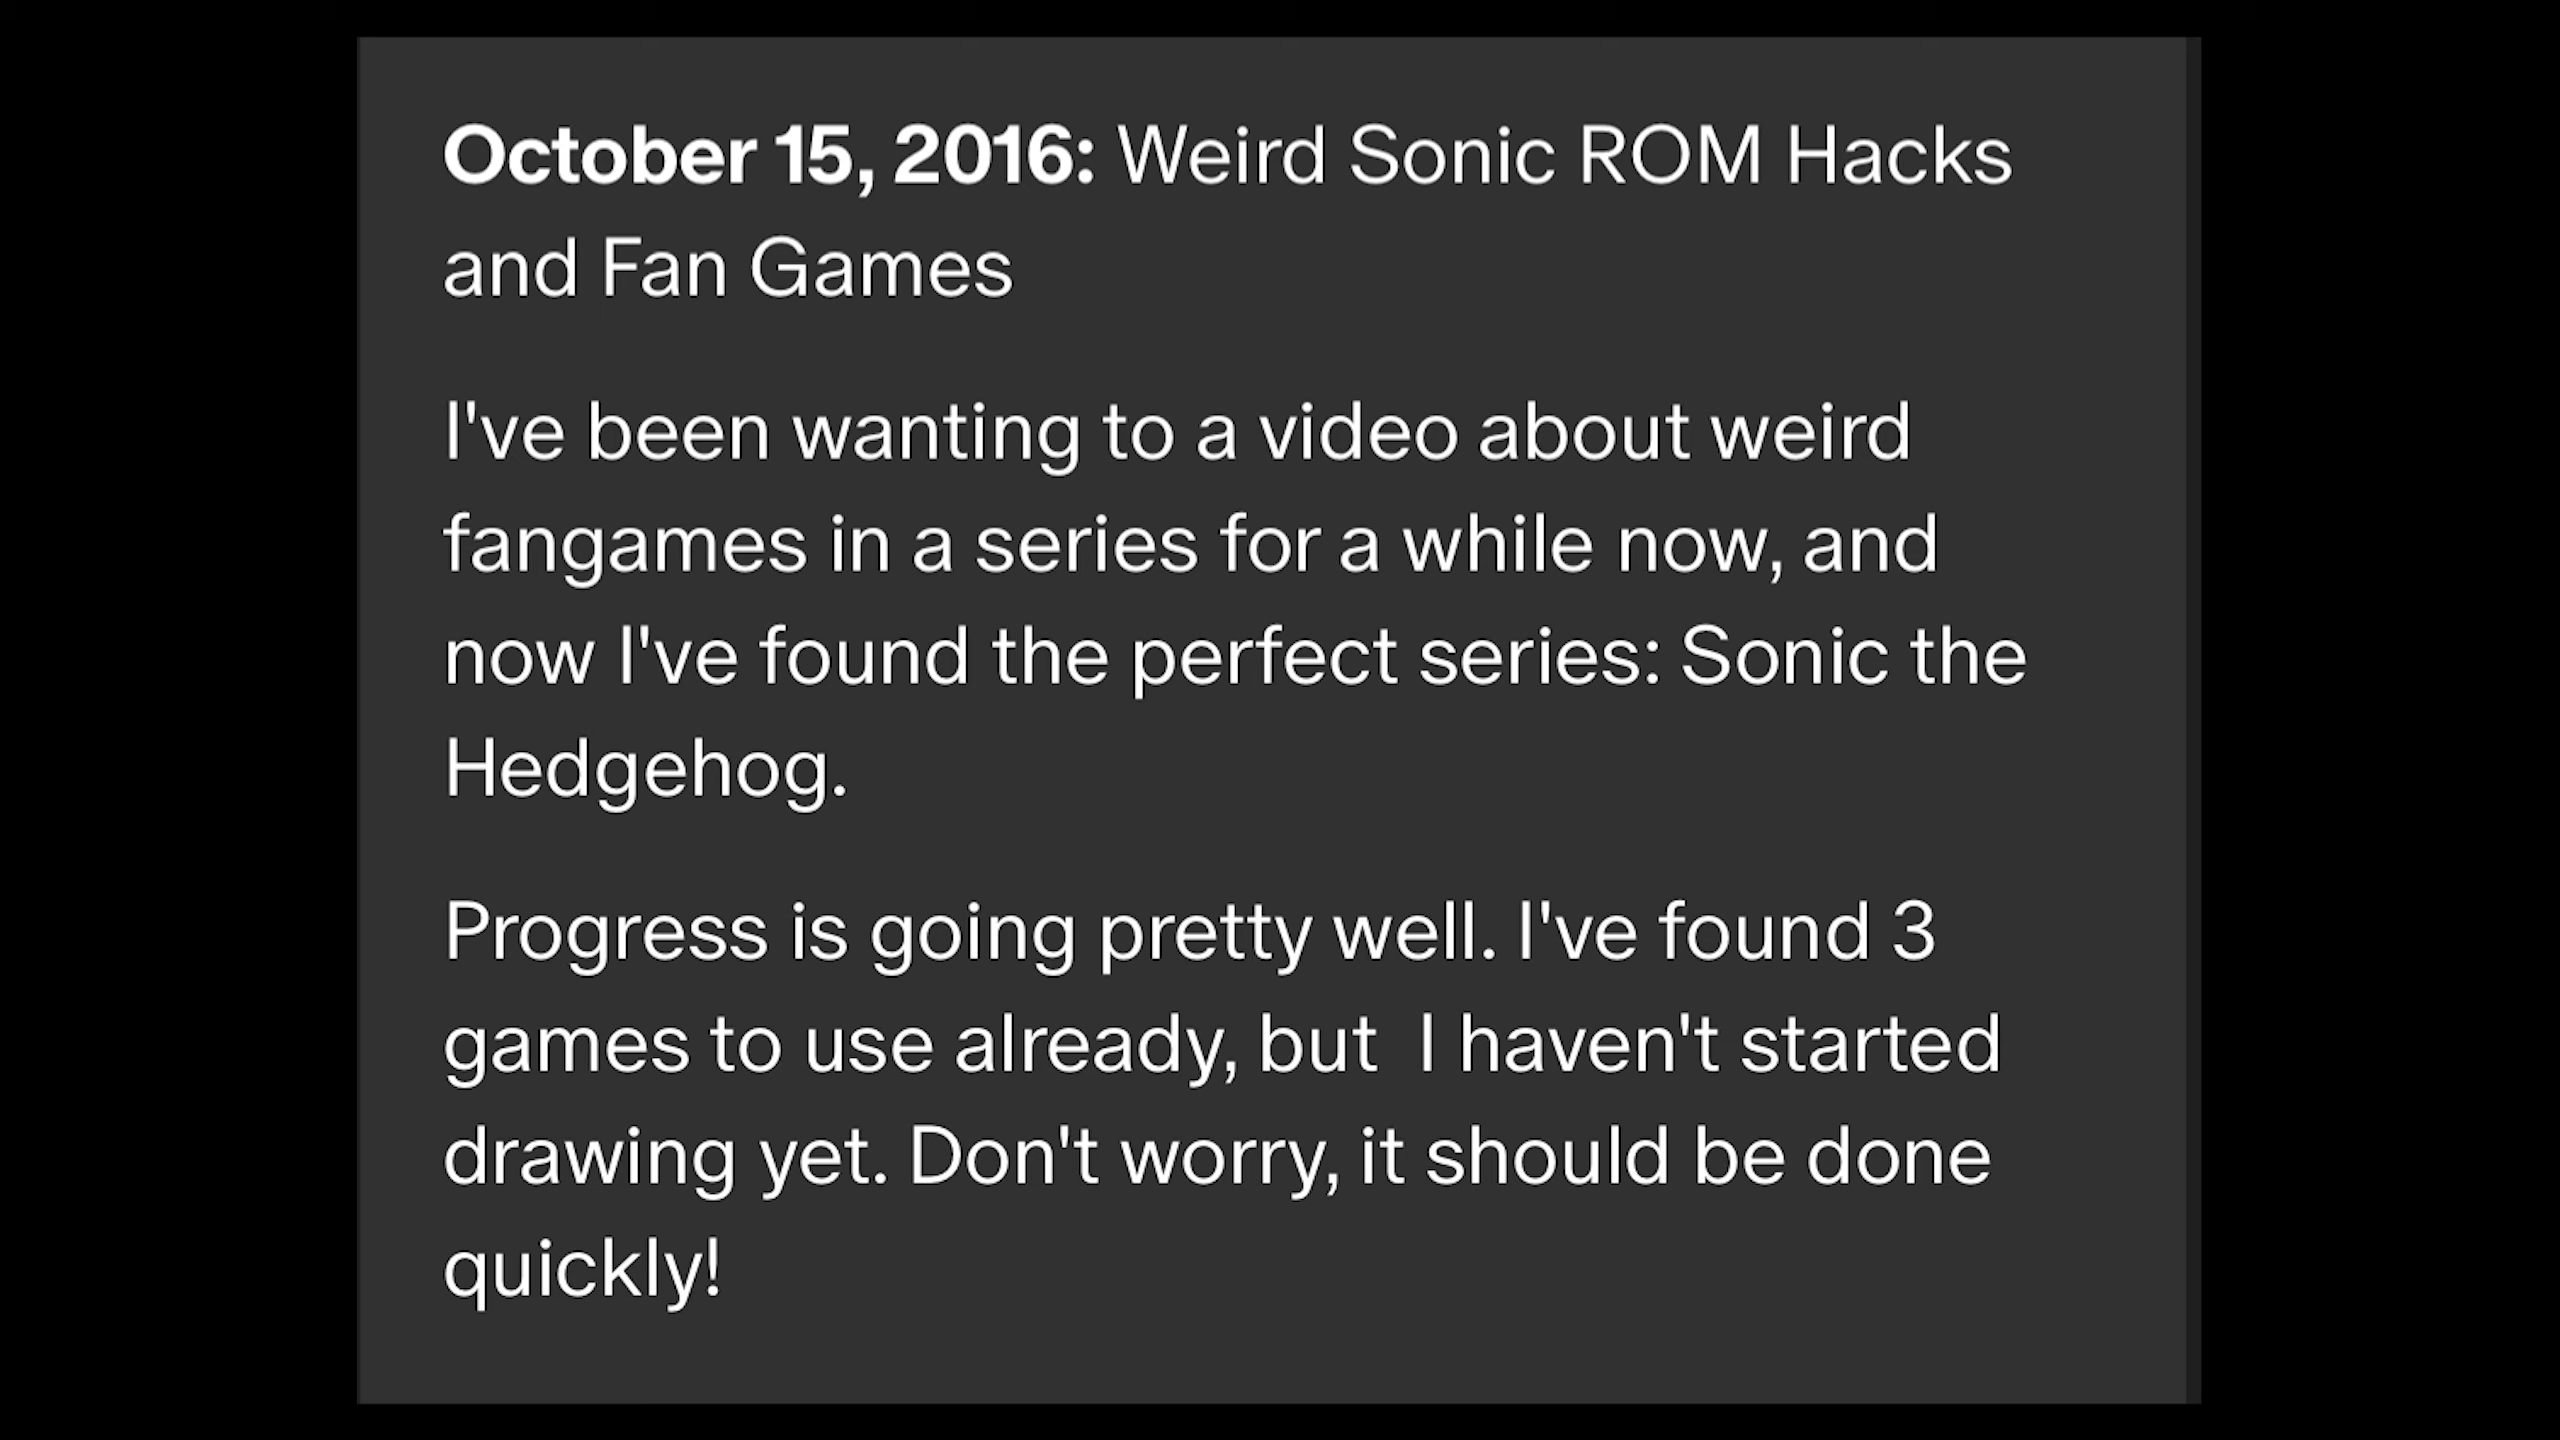 October 15, 2016: Weird Sonic ROM Hacks
and Fan Games
I've been wanting to a video about weird
fangames in a series for a while now, and
now I've found the perfect series: Sonic the
Hedgehog.
Progress is going pretty well. I've found 3
games to use already, but  I haven't started
drawing yet. Don't worry, it should be done
quickly!